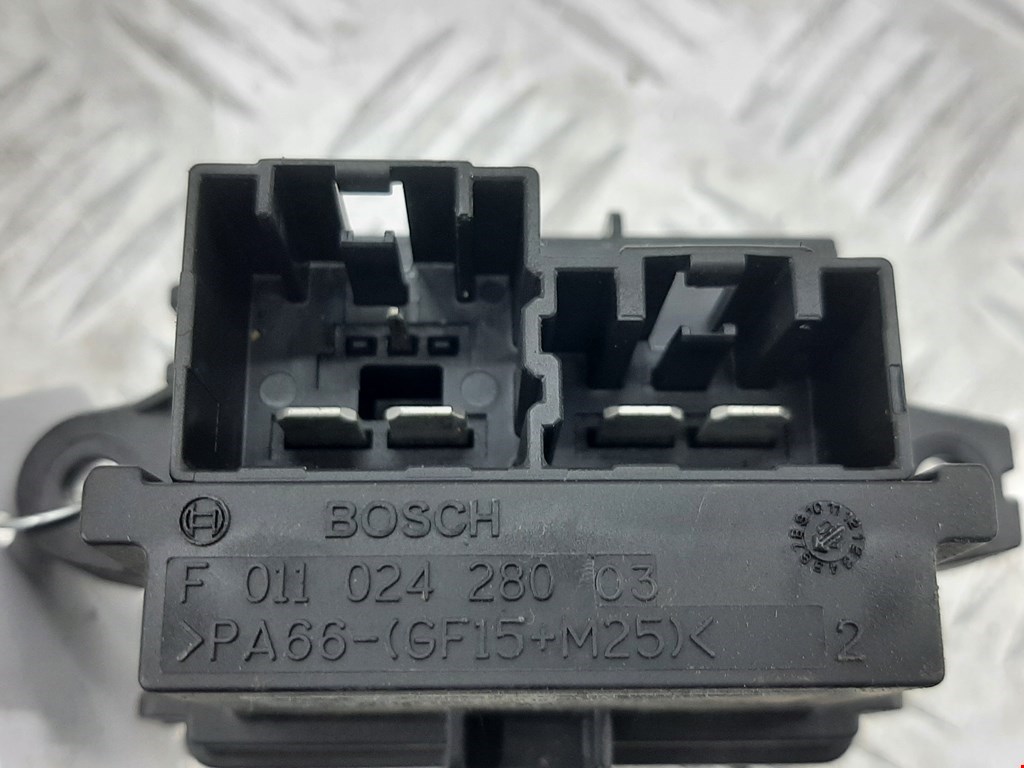 BOSCH
F 011 024 280 03
>PA66-(GF15+M25)< 2